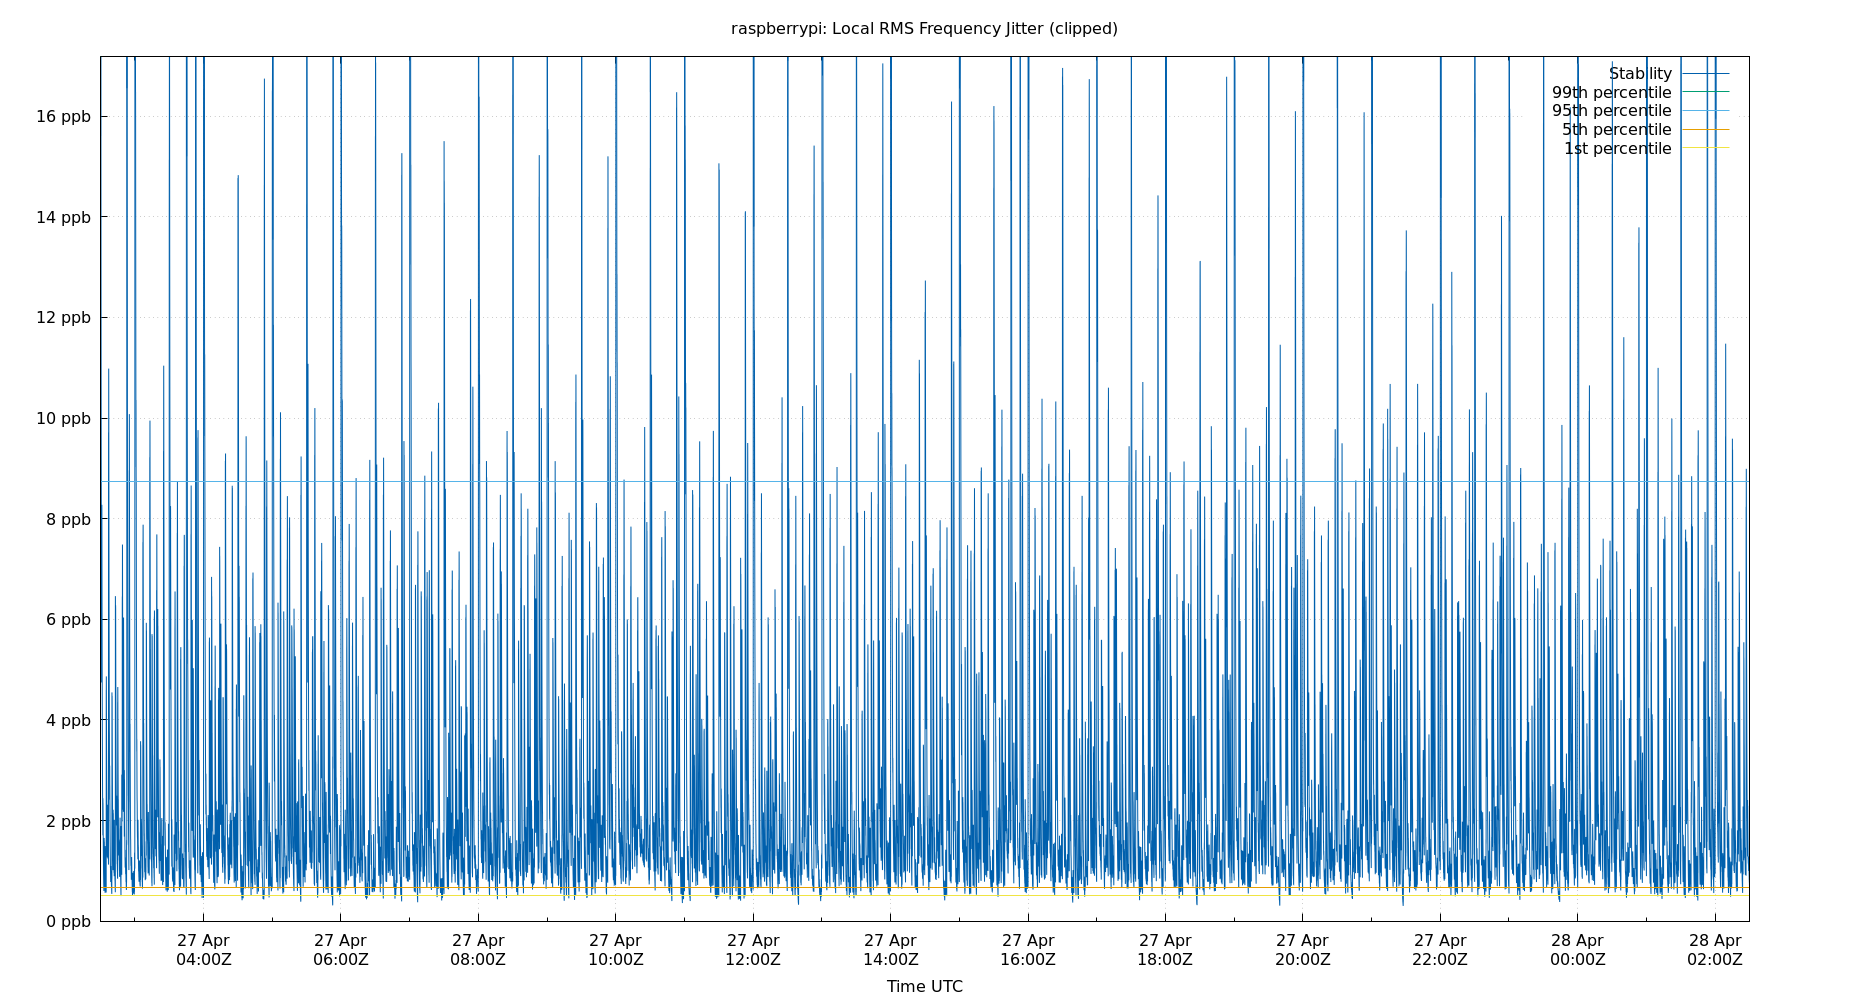 raspberrypi: Local RMS Frequency Jitter (clipped)
Stability
99th percentile
95th percentile
5th percentile
1st percentile
16 ppb
14 ppb
12 ppb
10 ppb
8 ppb
6 ppb
4 ppb
2 ppb
0 ppb
27 Apr 27 Apr 27 Apr 27 Apr 27 Apr 27 Apr 27 Apr 27 Apr 27 Apr 27 Apr 28 Apr 28 Apr
04:00Z 06:00Z 08:00Z 10:00Z 12:00Z 14:00Z 16:00Z 18:00Z 20:00Z 22:00Z 00:00Z 02:00Z
Time UTC